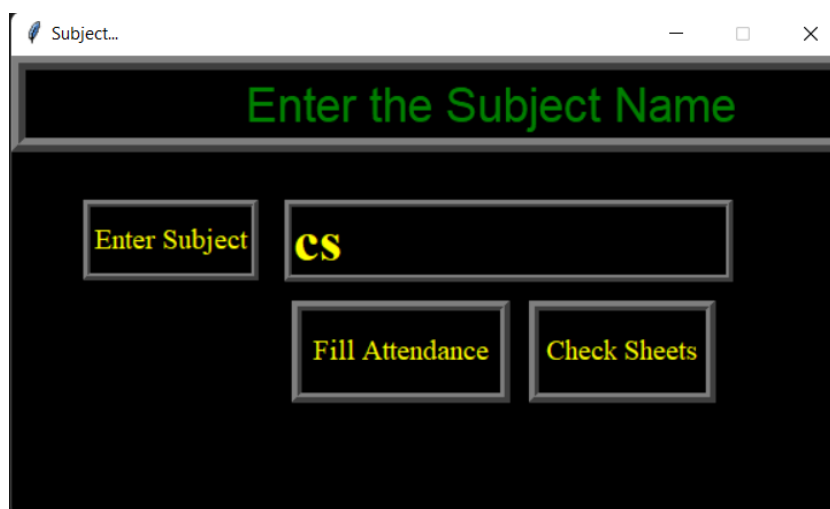 Subject...
Enter the Subject Name
Enter Subject cs
Fill Attendance Check Sheets